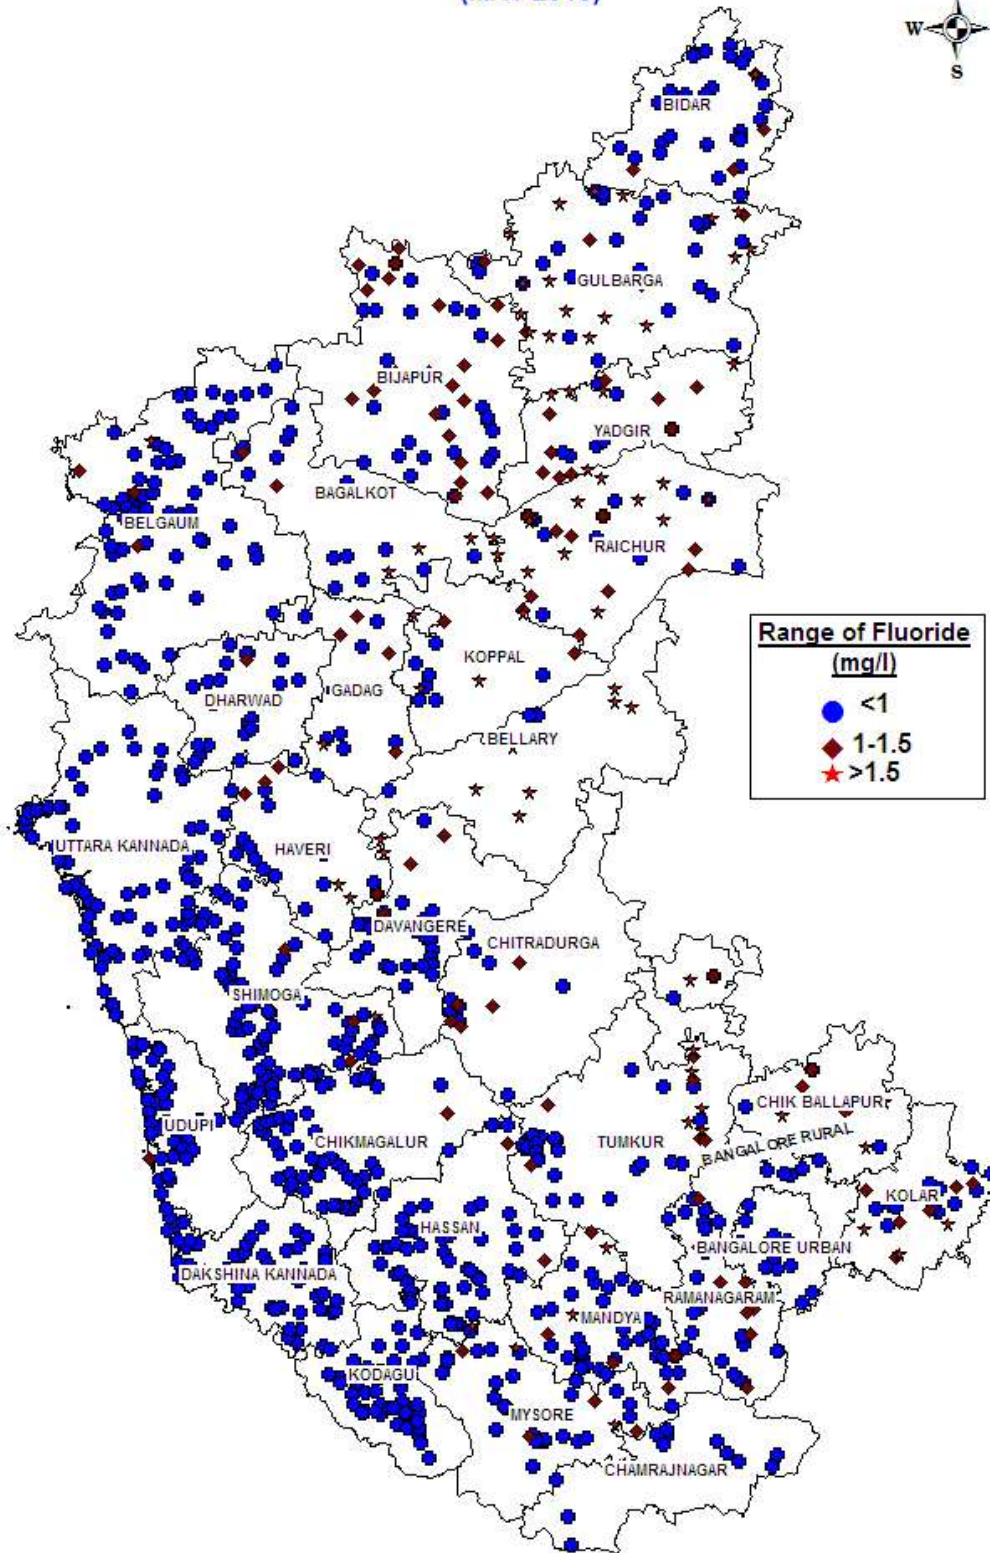 W
S
BIDAR
GULBARGA
BIJAPUR
YADGIR
BAGALKOT
BELGAUM
RAICHUR
Range of Fluoride
(mg/l)
<1
1-1.5
>1.5
KOPPAL
GADAG
DHARWAD
BELLARY
UTTARA KANNADA
HAVERI
DAVANGERE
CHITRADURGA
SHIMOGA
CHIK BALLAPUR
UDUPI
CHIKMAGALUR
TUMKUR
BANGALORE RURAL
KOLAR
HASSAN
BANGALORE URBAN
DAKSHINA KANNADA
RAMANAGARAM
MANDYA
KODAGU
MYSORE
CHAMRAJNAGAR